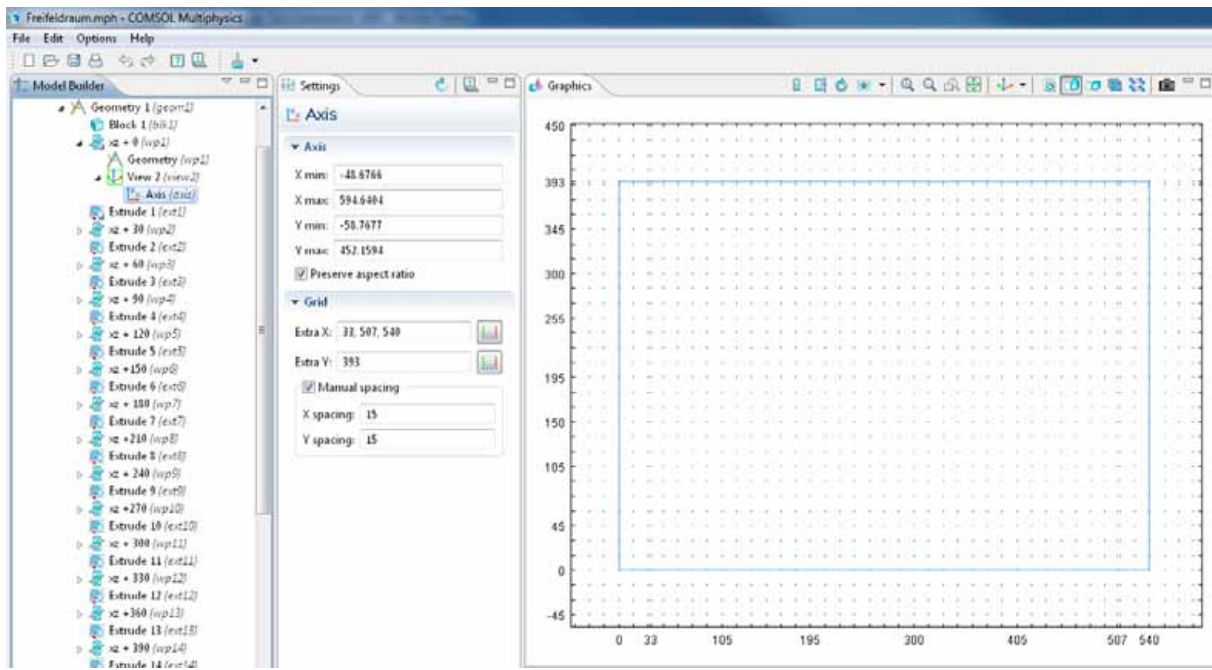 Freifeldraum.mph - COMSOL Multiphysics
File Edit Options Help
Model Builder
Geometry 1 (geom1)
Block 1 (blk1)
xz + 0 (wp1)
Geometry (wp1)
View 2 (view2)
Axis (axis)
Extrude 1 (ext1)
xz + 30 (wp2)
Extrude 2 (ext2)
xz + 60 (wp3)
Extrude 3 (ext3)
xz + 90 (wp4)
Extrude 4 (ext4)
xz + 120 (wp5)
Extrude 5 (ext5)
xz +150 (wp6)
Extrude 6 (ext6)
xz + 180 (wp7)
Extrude 7 (ext7)
xz +210 (wp8)
Extrude 8 (ext8)
xz + 240 (wp9)
Extrude 9 (ext9)
xz +270 (wp10)
Extrude 10 (ext10)
xz + 300 (wp11)
Extrude 11 (ext11)
xz + 330 (wp12)
Extrude 12 (ext12)
xz +360 (wp13)
Extrude 13 (ext13)
xz + 390 (wp14)
Extrude 14 (ext14)
Settings
Axis
Axis
X min: -48.6766
X max: 594.6404
Y min: -58.7677
Y max: 452.1594
Preserve aspect ratio
Grid
Extra X: 33, 507, 540
Extra Y: 393
Manual spacing
X spacing: 15
Y spacing: 15
Graphics
450
393
345
300
255
195
150
105
45
0
-45
0 33 105 195 300 405 507 540